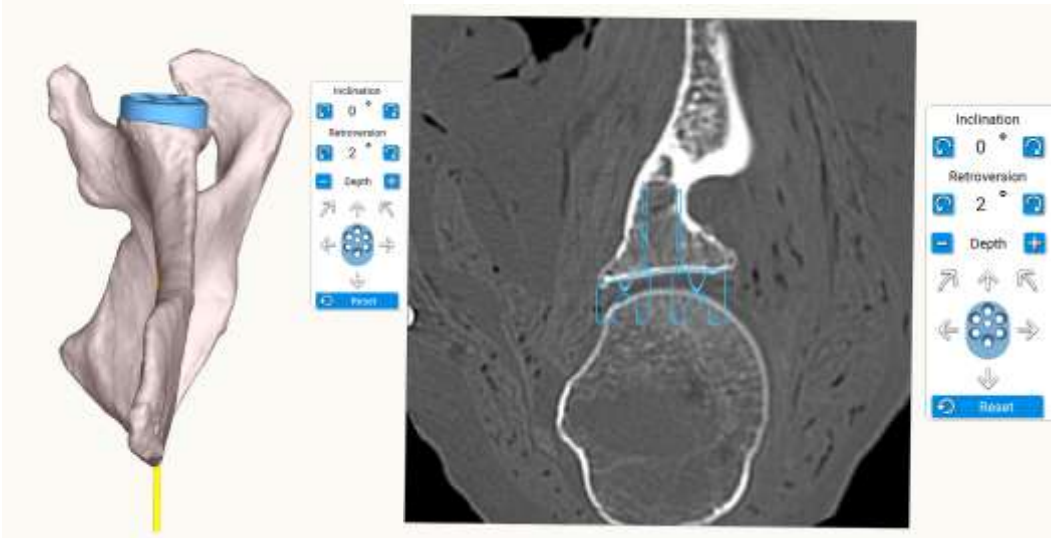 Inclination
0 °
Retroversion
2 °
Depth
Reset
Inclination
0 °
Retroversion
2 °
Depth
Reset